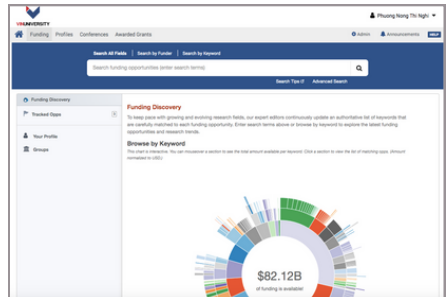 VINUNIVERSITY
Phuong Nong Thi Nghi
Funding Profiles Conferences Awarded Grants
Admin Announcements HELP
Search All Fields | Search by Funder | Search by Keyword
Search funding opportunities (enter search terms)
Search Tips Advanced Search
Funding Discovery
Tracked Opps
Your Profile
Groups
Funding Discovery
To keep pace with growing and evolving research fields, our expert editors continuously update an authoritative list of keywords that
are carefully matched to each funding opportunity. Enter search terms above or browse by keyword to explore the latest funding
opportunities and research trends.
Browse by Keyword
This chart is interactive. You can mouseover a section to see the total amount available per keyword. Click a section to view the list of matching opps. (Amount
normalized to USD.)
$82.12B
of funding is available!